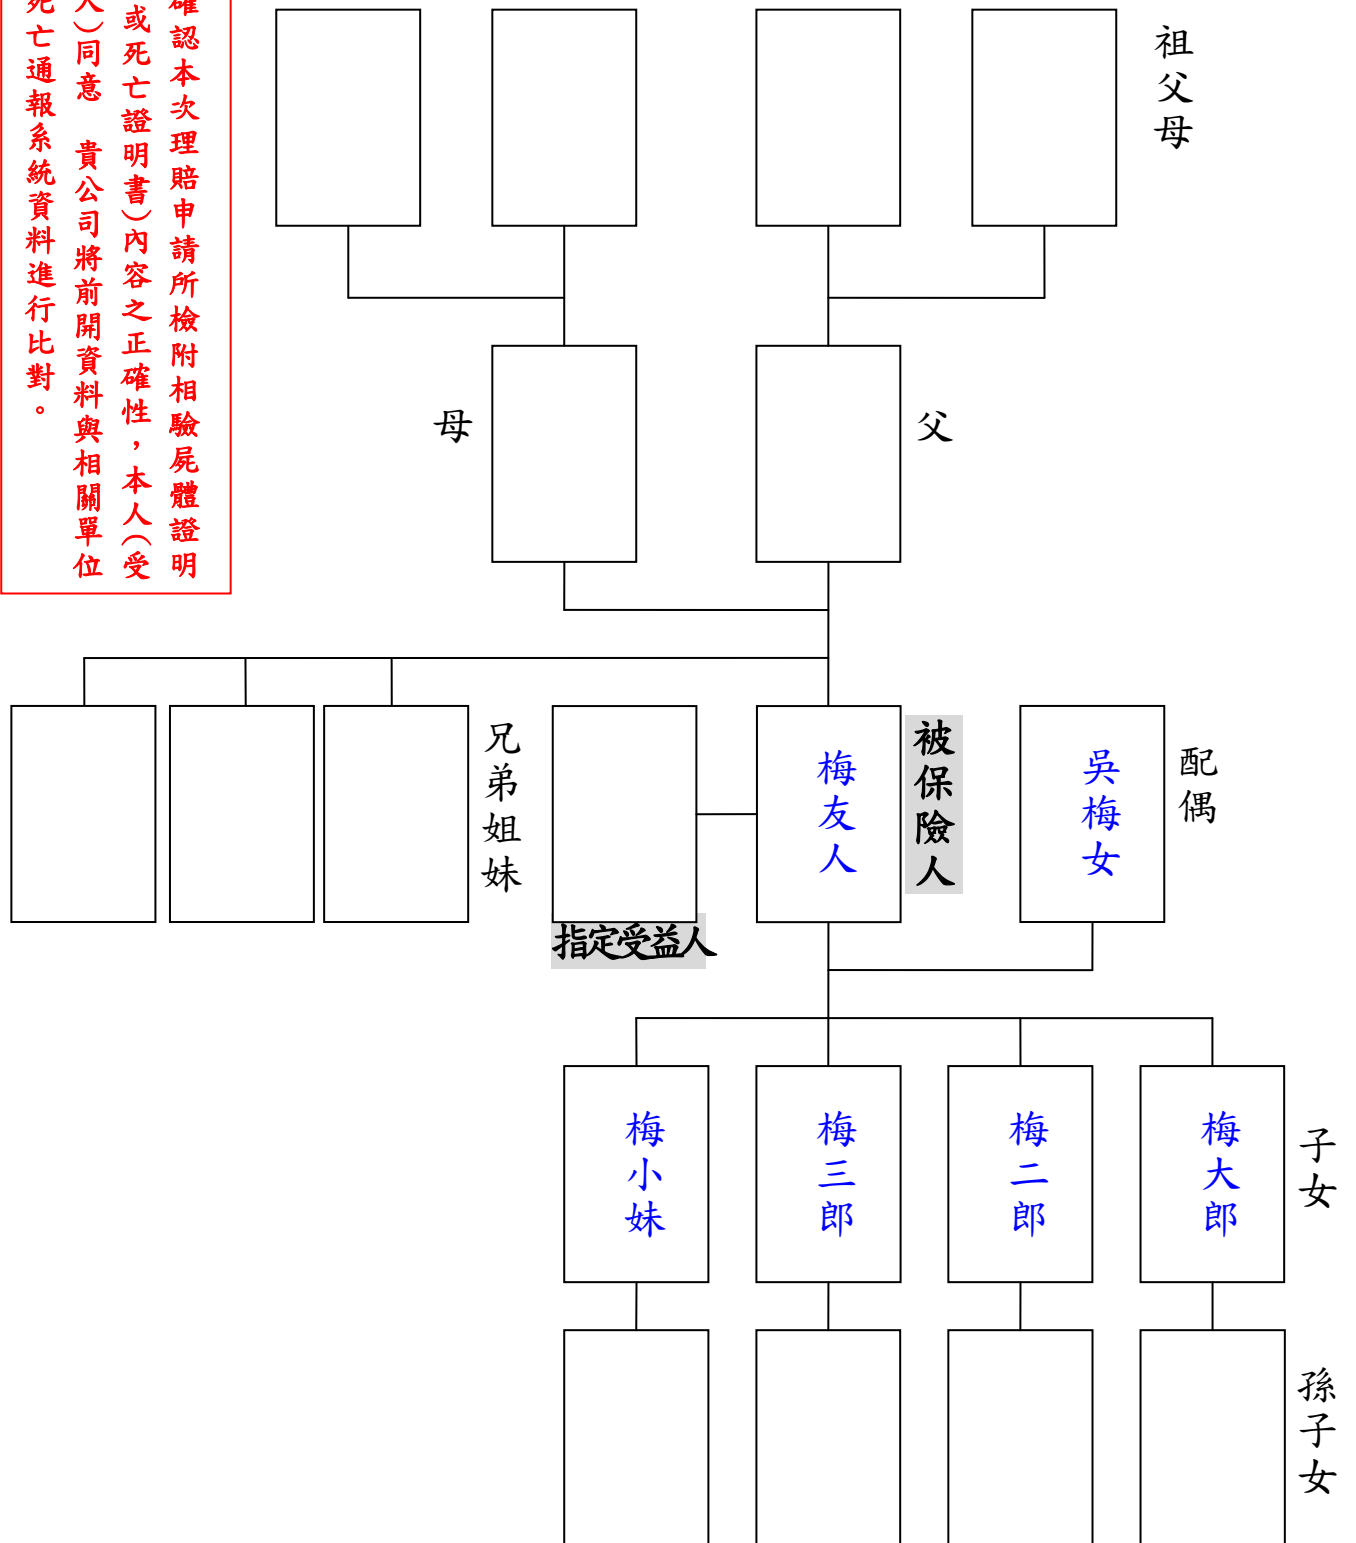 祖父母
父
母
配偶
吳梅女
被保險人
梅友人
指定受益人
兄弟姐妹
子女
梅大郎
梅二郎
梅三郎
梅小妹
孫子女
確認本次理賠申請所檢附相驗屍體證明
或死亡證明書)內容之正確性,本人(受
人)同意 貴公司將前開資料與相關單位
死亡通報系統資料進行比對。